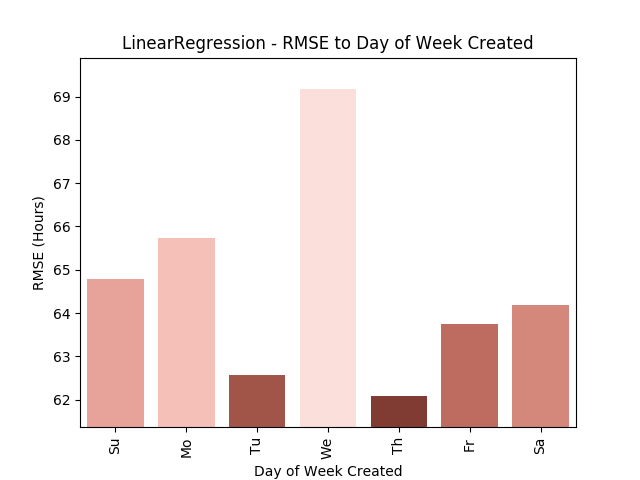 LinearRegression - RMSE to Day of Week Created
RMSE (Hours)
69
68
67
66
65
64
63
62
Su
Mo
Tu
We
Th
Fr
Sa
Day of Week Created